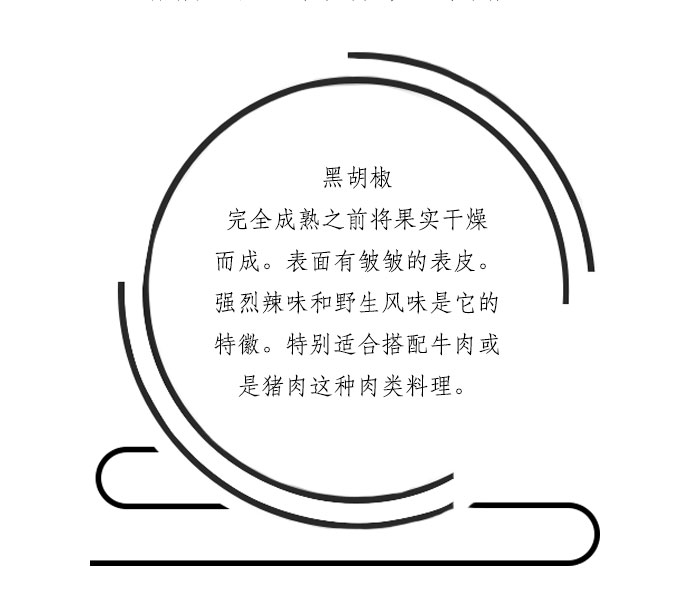 黑胡椒
完全成熟之前将果实干燥
而成。表面有皱皱的表皮。
强烈辣味和野生风味是它的
特徽。特别适合搭配牛肉或
是猪肉这种肉类料理。